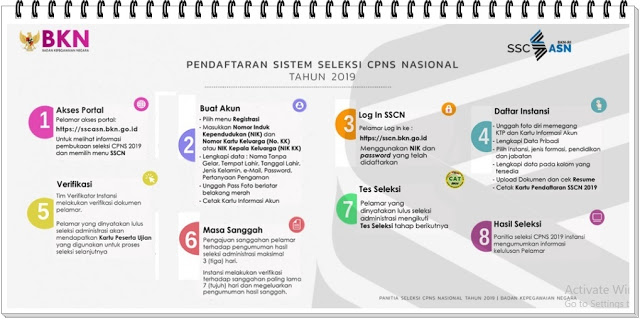 BKN
BADAN KEPEGAWAIAN NEGARA
BKN-RI
SSC ASN
PENDAFTARAN SISTEM SELEKSI CPNS NASIONAL
TAHUN 2019
1
Akses Portal
Pelamar akses portal:
https://sscasn.bkn.go.id
Untuk melihat informasi
pembukaan seleksi CPNS 2019
dan memilih menu SSCN
2
Buat Akun
- Pilih menu Registrasi
- Masukkan Nomor Induk
Kependudukan (NIK) dan
Nomor Kartu Keluarga (No. KK)
atau NIK Kepala Keluarga (NIK KK)
- Lengkapi data : Nama Tanpa
Gelar, Tempat Lahir, Tanggal Lahir,
Jenis Kelamin, e-Mail, Password,
Pertanyaan Pengaman
- Unggah Pass Foto berlatar
belakang merah
- Cetak Kartu Informasi Akun
3
Log In SSCN
Pelamar Log in ke :
https://sscn.bkn.go.id
Menggunakan NIK dan
password yang telah
didaftarkan
4
Daftar Instansi
- Unggah foto diri memegang
KTP dan Kartu Informasi Akun
- Lengkapi Data Pribadi
- Pilih Instansi, jenis formasi, pendidikan
dan jabatan
- Lengkapi data pada kolom yang
tersedia
- Upload Dokumen dan cek Resume
- Cetak Kartu Pendaftaran SSCN 2019
5
Verifikasi
Tim Verifikator Instansi
melakukan verifikasi dokumen
pelamar.
Pelamar yang dinyatakan lulus
seleksi administrasi akan
mendapatkan Kartu Peserta Ujian
yang digunakan untuk proses
seleksi selanjutnya
6
Masa Sanggah
Pengajuan sanggahan pelamar
terhadap pengumuman hasil
seleksi administrasi maksimal
3 (tiga) hari.
Instansi melakukan verifikasi
terhadap sanggahan paling lama
7 (tujuh) hari dan mengeluarkan
pengumuman hasil sanggah.
7
Tes Seleksi
CAT
Pelamar yang
dinyatakan lulus seleksi
administrasi mengikuti
Tes Seleksi tahap berikutnya
8
Hasil Seleksi
Panitia seleksi CPNS 2019 instansi
mengumumkan informasi
kelulusan Pelamar
PANITIA SELEKSI CPNS NASIONAL TAHUN 2019 | BADAN KEPEGAWAIAN NEGARA
Activate Wi
Go to Settings t